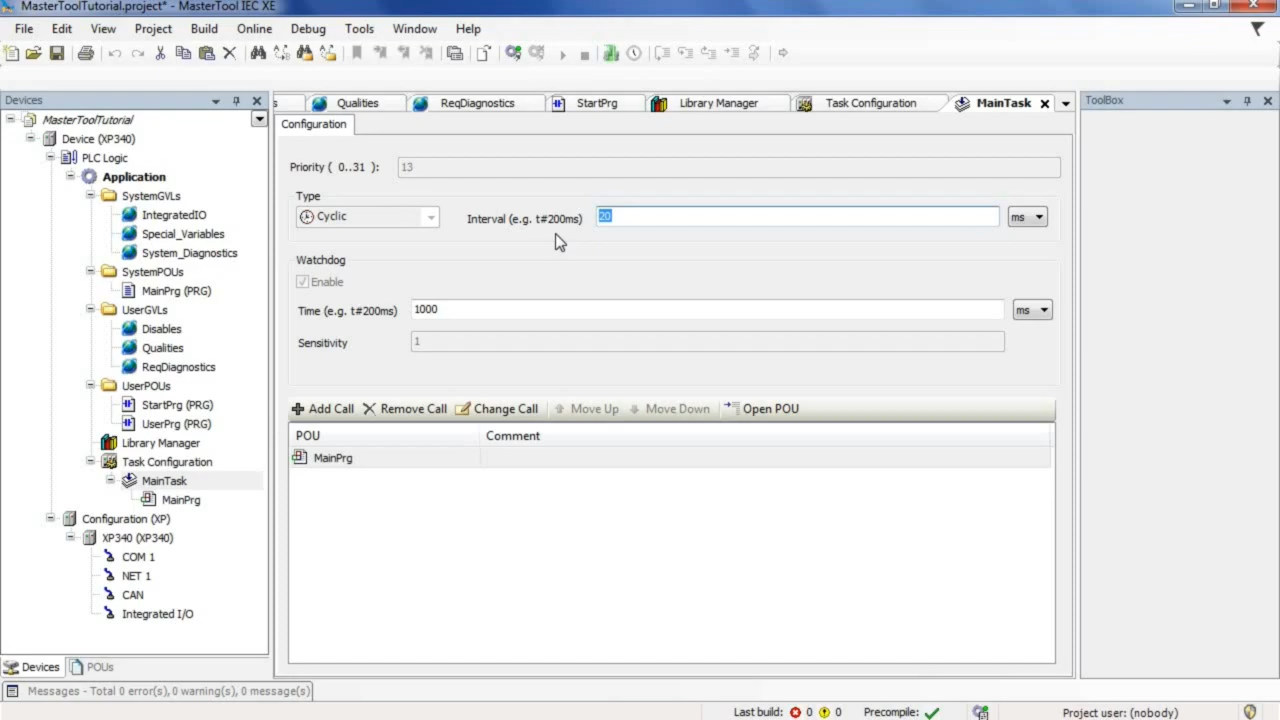 MasterToolTutorial.project* - MasterTool IEC XE
File Edit View Project Build Online Debug Tools Window Help
Devices
MasterToolTutorial
Device (XP340)
PLC Logic
Application
SystemGVLs
IntegratedIO
Special_Variables
System_Diagnostics
SystemPOUs
MainPrg (PRG)
UserGVLs
Disables
Qualities
ReqDiagnostics
UserPOUs
StartPrg (PRG)
UserPrg (PRG)
Library Manager
Task Configuration
MainTask
MainPrg
Configuration (XP)
XP340 (XP340)
COM 1
NET 1
CAN
Integrated I/O
Devices POUs
s Qualities ReqDiagnostics StartPrg Library Manager Task Configuration MainTask
Configuration
Priority ( 0..31 ): 13
Type
Cyclic Interval (e.g. t#200ms) 20 ms
Watchdog
Enable
Time (e.g. t#200ms) 1000 ms
Sensitivity 1
Add Call Remove Call Change Call Move Up Move Down Open POU
POU Comment
MainPrg
ToolBox
Messages - Total 0 error(s), 0 warning(s), 0 message(s)
Last build: 0 0 Precompile: Project user: (nobody)